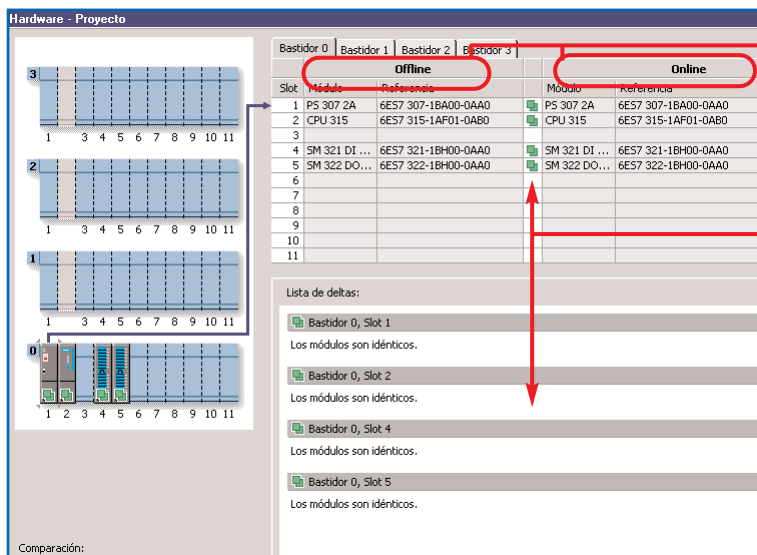 Hardware - Proyecto
3
1 3 4 5 6 7 8 9 10 11
2
1 3 4 5 6 7 8 9 10 11
1
1 3 4 5 6 7 8 9 10 11
0
1 2 3 4 5 6 7 8 9 10 11
Comparación:
Bastidor 0 Bastidor 1 Bastidor 2 Bastidor 3
Offline Online
Slot Módulo Referencia Módulo Referencia
1 PS 307 2A 6ES7 307-1BA00-0AA0 PS 307 2A 6ES7 307-1BA00-0AA0
2 CPU 315 6ES7 315-1AF01-0AB0 CPU 315 6ES7 315-1AF01-0AB0
3
4 SM 321 DI ... 6ES7 321-1BH00-0AA0 SM 321 DI ... 6ES7 321-1BH00-0AA0
5 SM 322 DO... 6ES7 322-1BH00-0AA0 SM 322 DO... 6ES7 322-1BH00-0AA0
6
7
8
9
10
11
Lista de deltas:
Bastidor 0, Slot 1
Los módulos son idénticos.
Bastidor 0, Slot 2
Los módulos son idénticos.
Bastidor 0, Slot 4
Los módulos son idénticos.
Bastidor 0, Slot 5
Los módulos son idénticos.